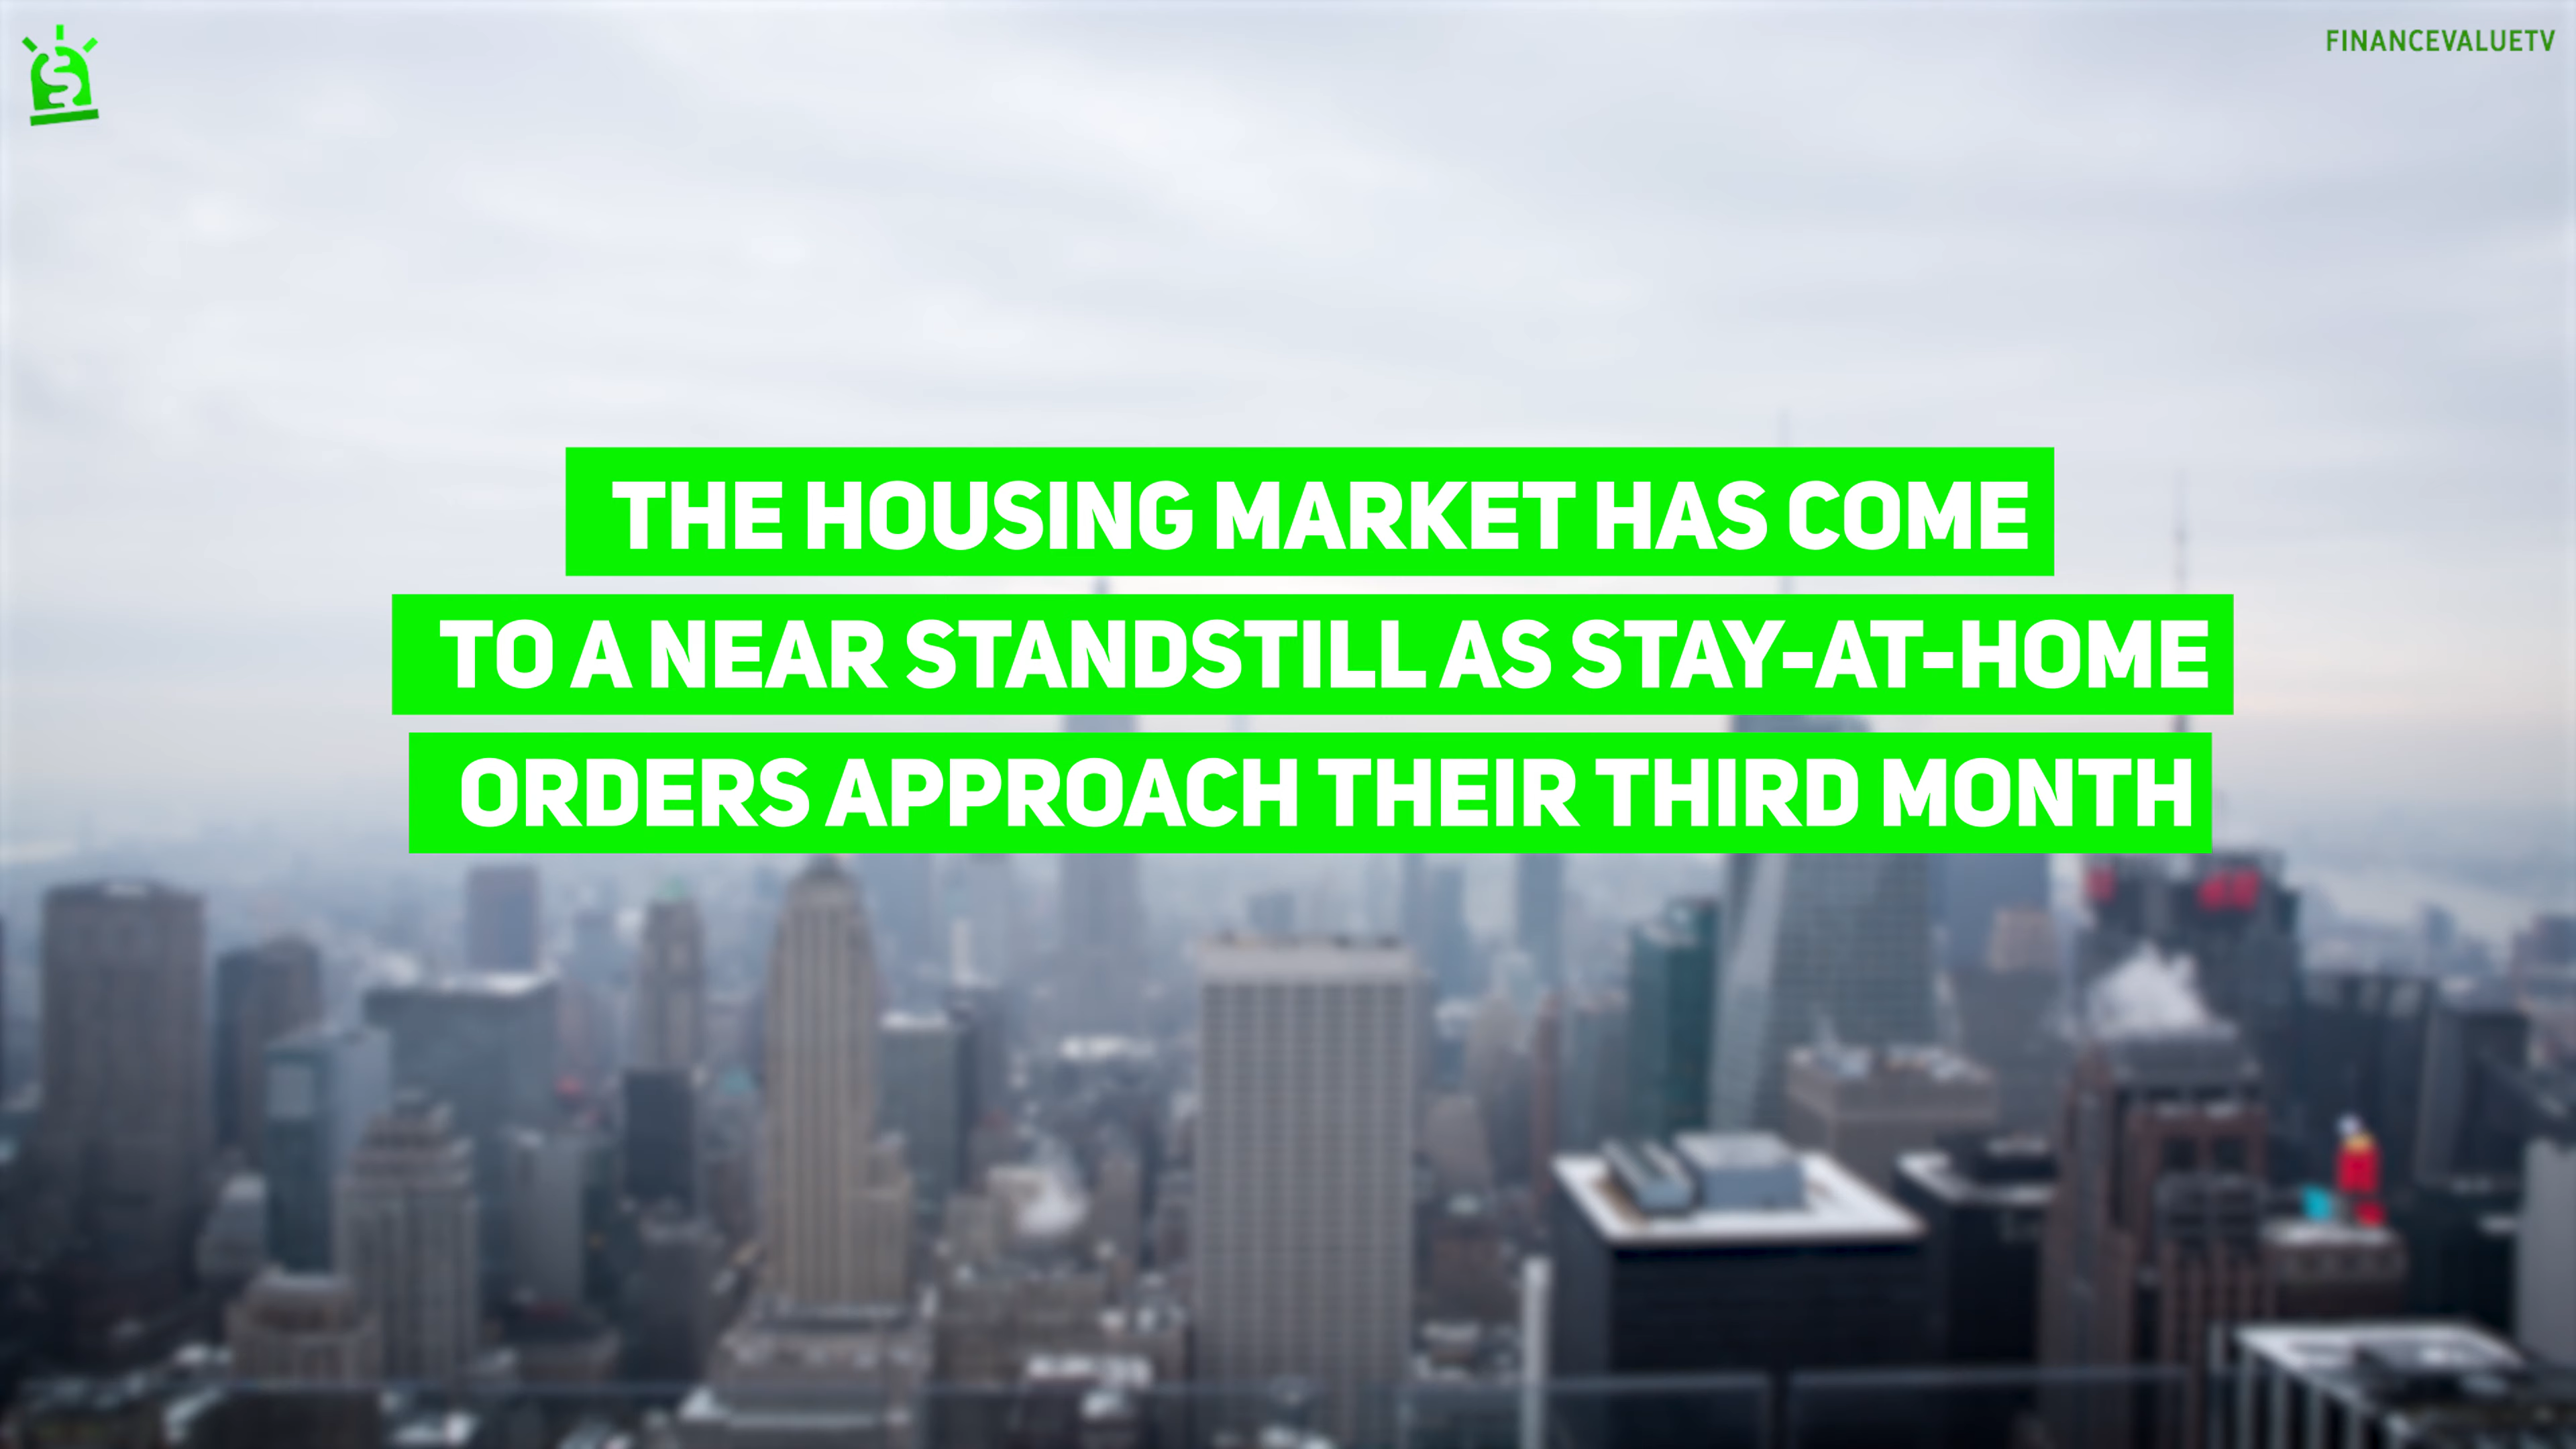 FINANCEVALUETV
THE HOUSING MARKET HAS COME
TO A NEAR STANDSTILL AS STAY-AT-HOME
ORDERS APPROACH THEIR THIRD MONTH